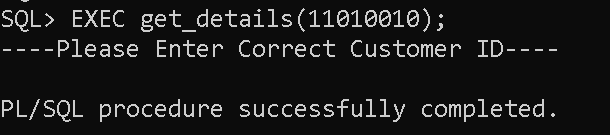 SQL> EXEC get_details(11010010);
----Please Enter Correct Customer ID----
PL/SQL procedure successfully completed.